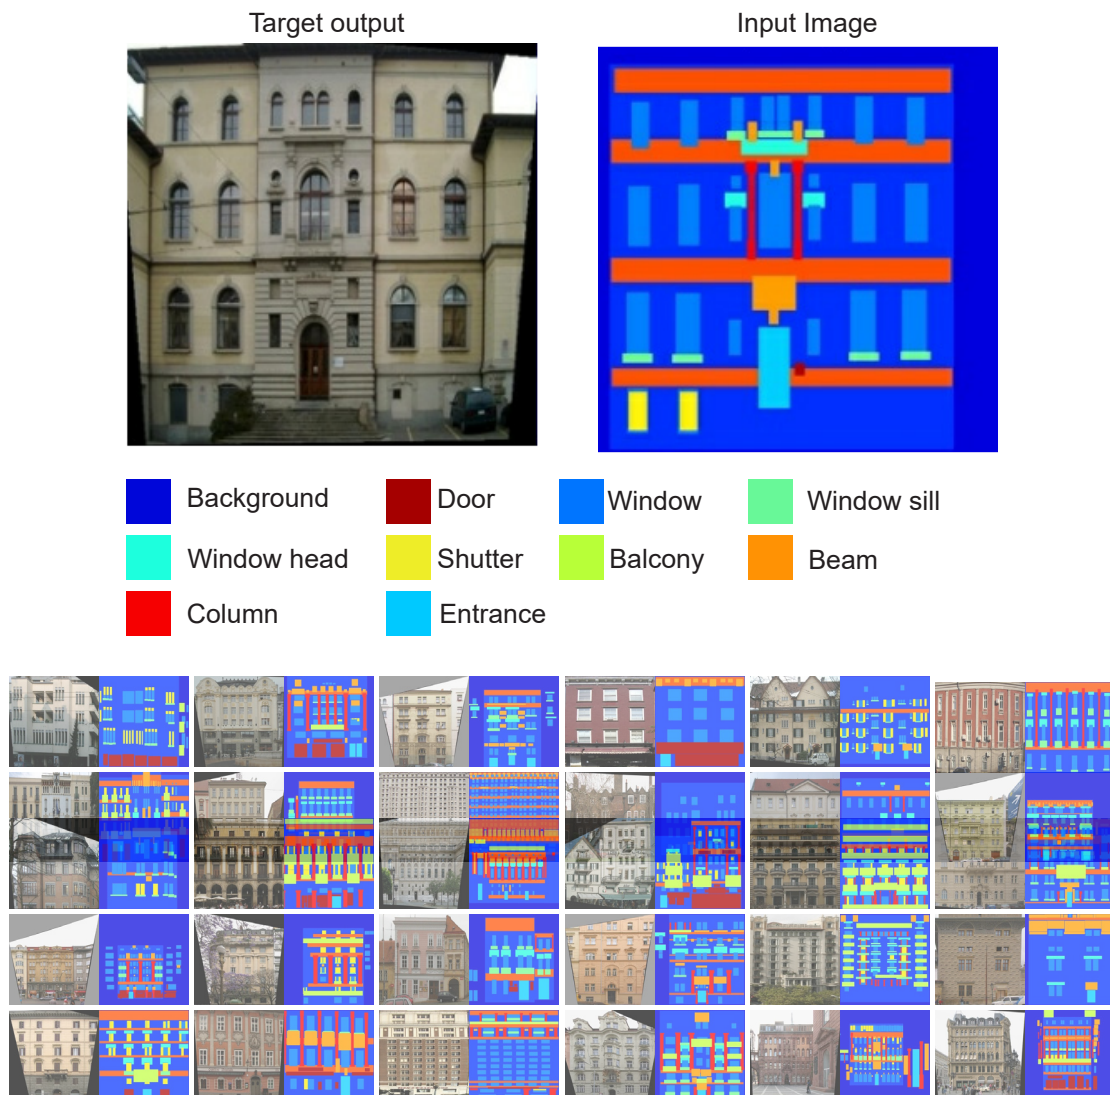 Target output Input Image
Background Door Window Window sill
Window head Shutter Balcony Beam
Column Entrance